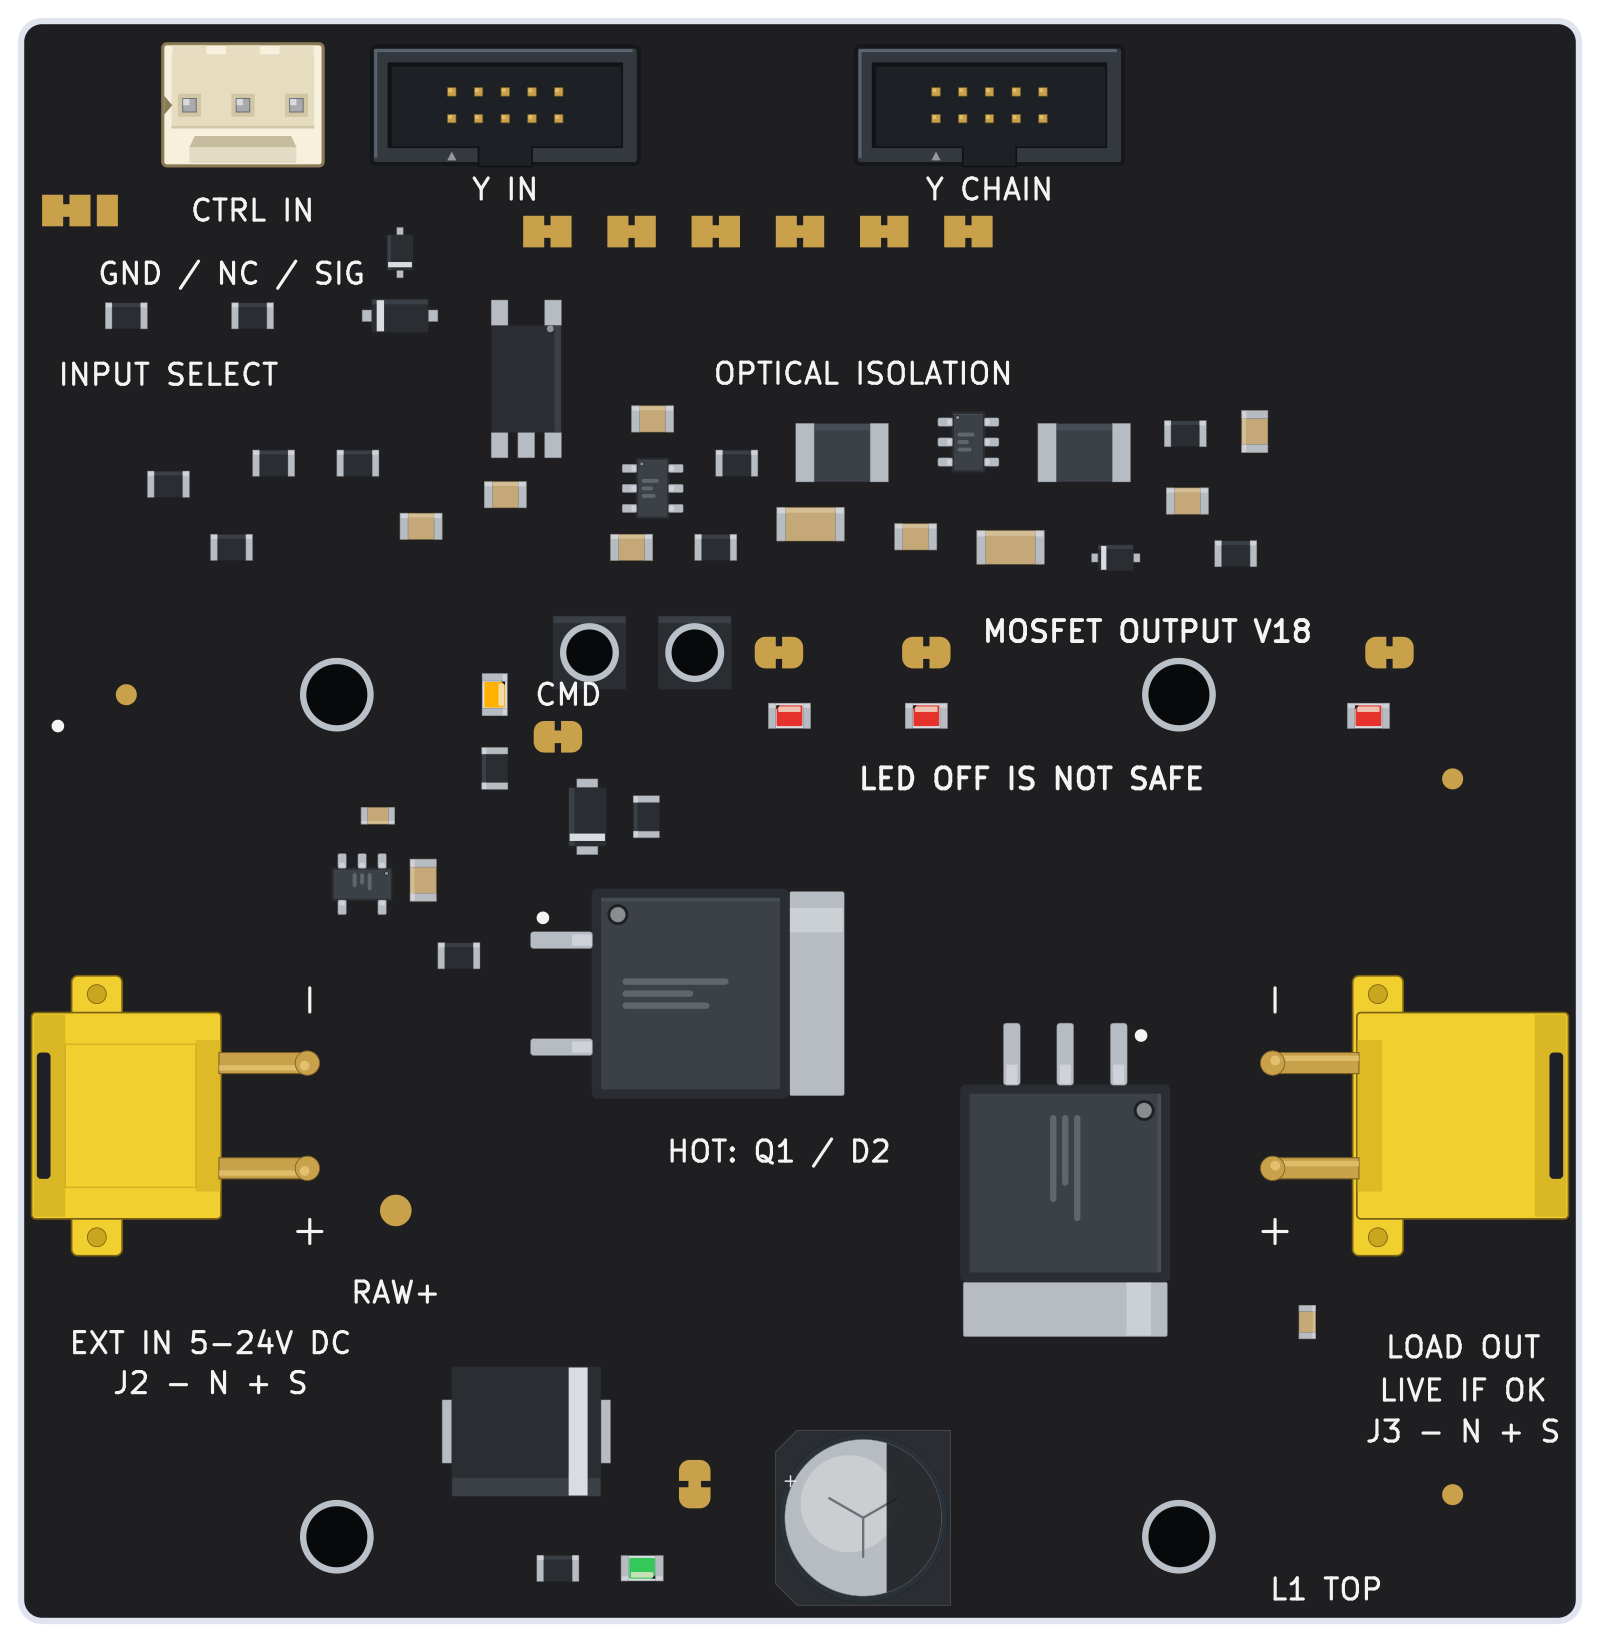 Y IN
Y CHAIN
CTRL IN
GND / NC / SIG
INPUT SELECT
OPTICAL ISOLATION
MOSFET OUTPUT V18
CMD
LED OFF IS NOT SAFE
-
-
HOT: Q1 / D2
+
+
RAW+
EXT IN 5-24V DC
J2 - N + S
LOAD OUT
LIVE IF OK
J3 - N + S
+
L1 TOP